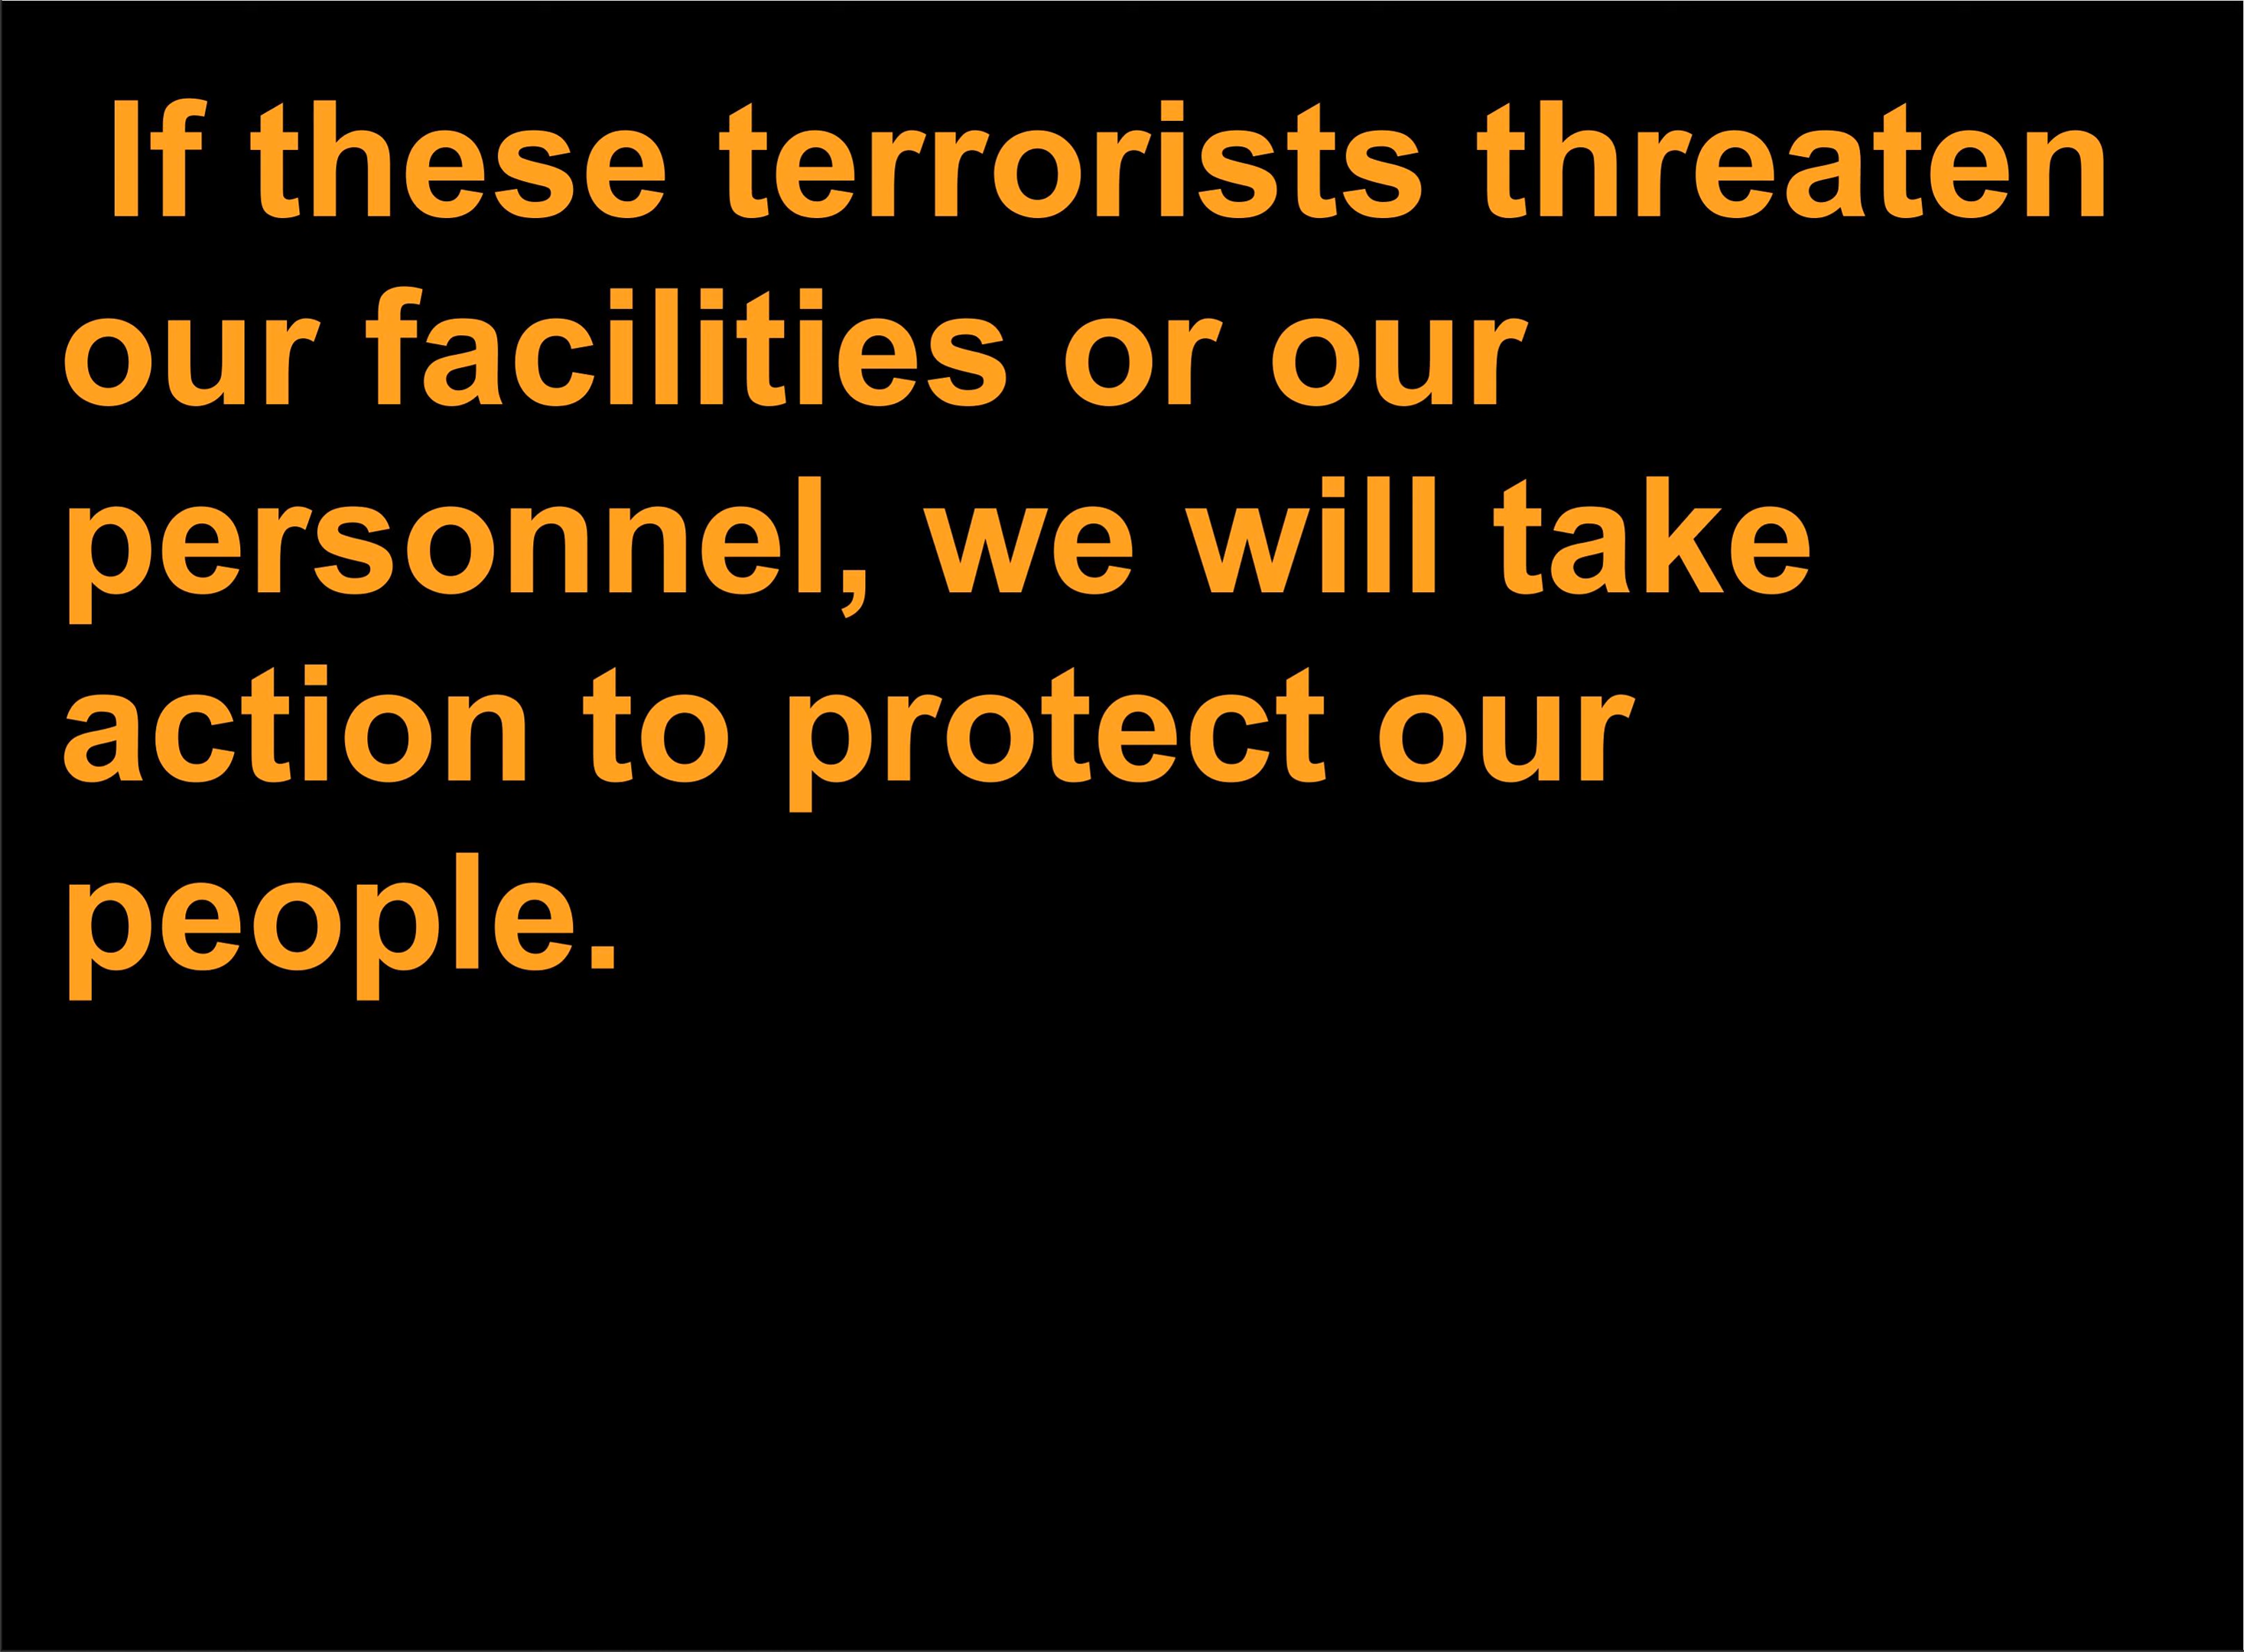 If these terrorists threaten
our facilities or our
personnel, we will take
action to protect our
people.